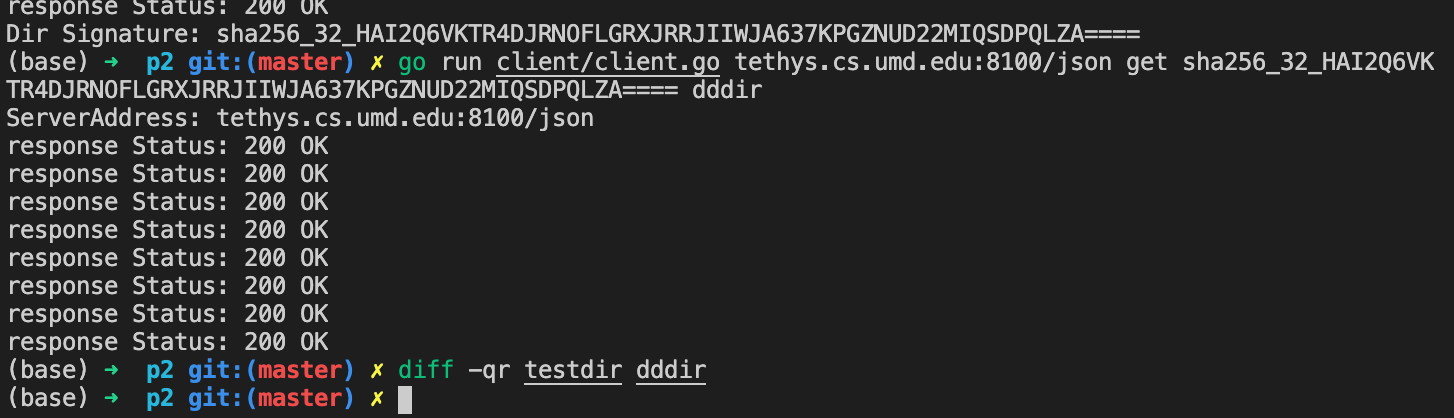 response Status: 200 OK
Dir Signature: sha256_32_HAI2Q6VKTR4DJRNOFLGRXJRRJIIWJA637KPGZNUD22MIQSDPQLZA====
(base) ➜ p2 git:(master) ✗ go run client/client.go tethys.cs.umd.edu:8100/json get sha256_32_HAI2Q6VK
TR4DJRNOFLGRXJRRJIIWJA637KPGZNUD22MIQSDPQLZA==== dddir
ServerAddress: tethys.cs.umd.edu:8100/json
response Status: 200 OK
response Status: 200 OK
response Status: 200 OK
response Status: 200 OK
response Status: 200 OK
response Status: 200 OK
response Status: 200 OK
response Status: 200 OK
(base) ➜ p2 git:(master) ✗ diff -qr testdir dddir
(base) ➜ p2 git:(master) ✗